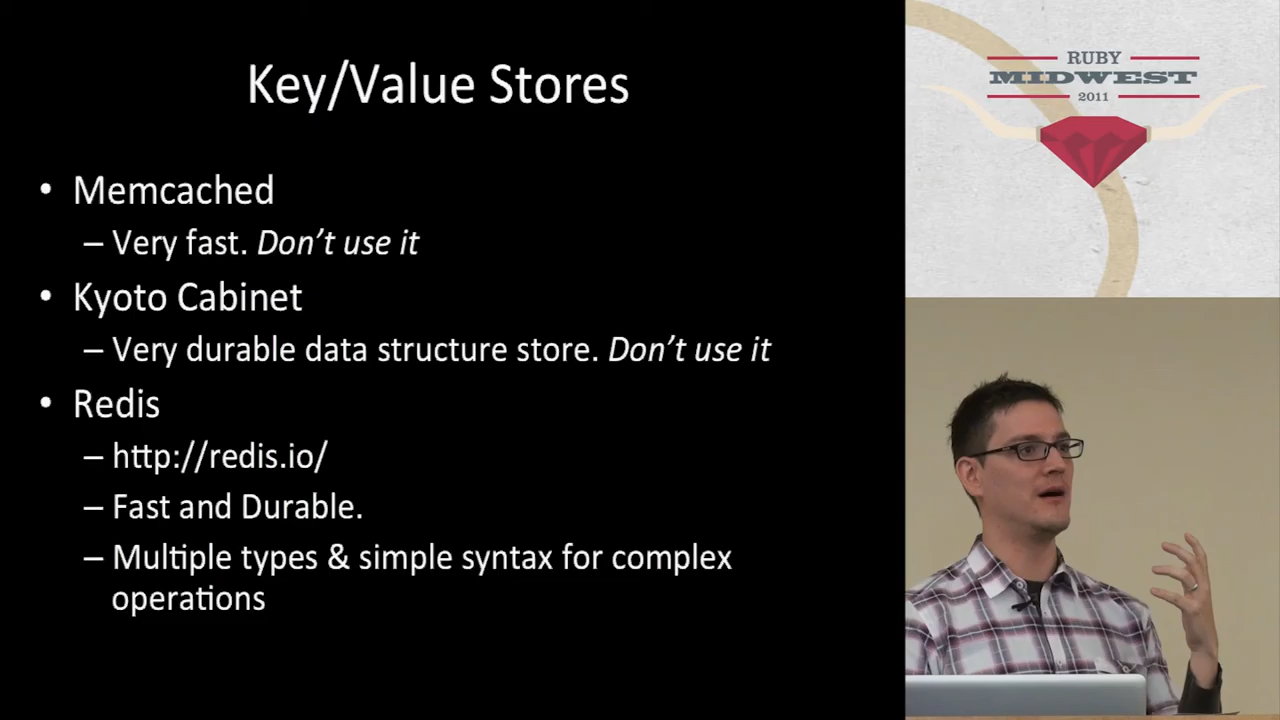 Key/Value Stores
• Memcached
– Very fast. Don't use it
• Kyoto Cabinet
– Very durable data structure store. Don't use it
• Redis
– http://redis.io/
– Fast and Durable.
– Multiple types & simple syntax for complex
operations
RUBY
MIDWEST
2011